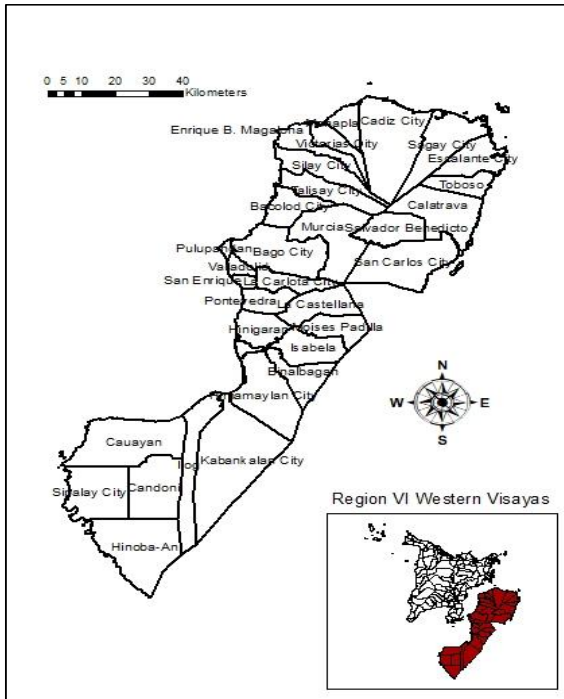 0 5 10 20 30 40
Kilometers
Cadiz City
Enrique B. Magalona
Victorias City
Sagay City
Escalante City
Silay City
Toboso
Talisay City
Calatrava
Bacolod City
Murcia
Salvador Benedicto
Pulupandan
Bago City
San Carlos City
Valladolid
San Enrique
La Carlota City
Pontevedra
La Castellana
Hinigaran
Moises Padilla
Isabela
Binalbagan
N
W
E
S
Cauayan
Ilog
Kabankalan City
Sipalay City
Candoni
Hinoba-An
Region VI Western Visayas